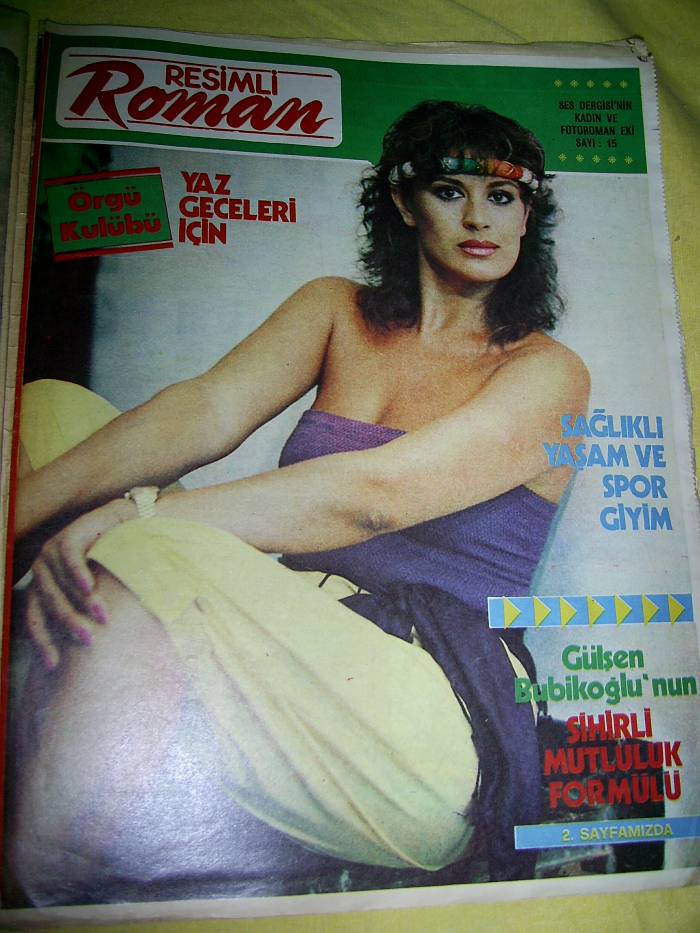 RESİMLİ
Roman
SES DERGİSİ'NİN
KADIN VE
FOTOROMAN EKİ
SAYI: 15
Örgü
Kulübü
YAZ
GECELERİ
İÇİN
SAĞLIKLI
YAŞAM VE
SPOR
GİYİM
Gülşen
Bubikoğlu'nun
SİHİRLİ
MUTLULUK
FORMÜLÜ
2. SAYFAMIZDA